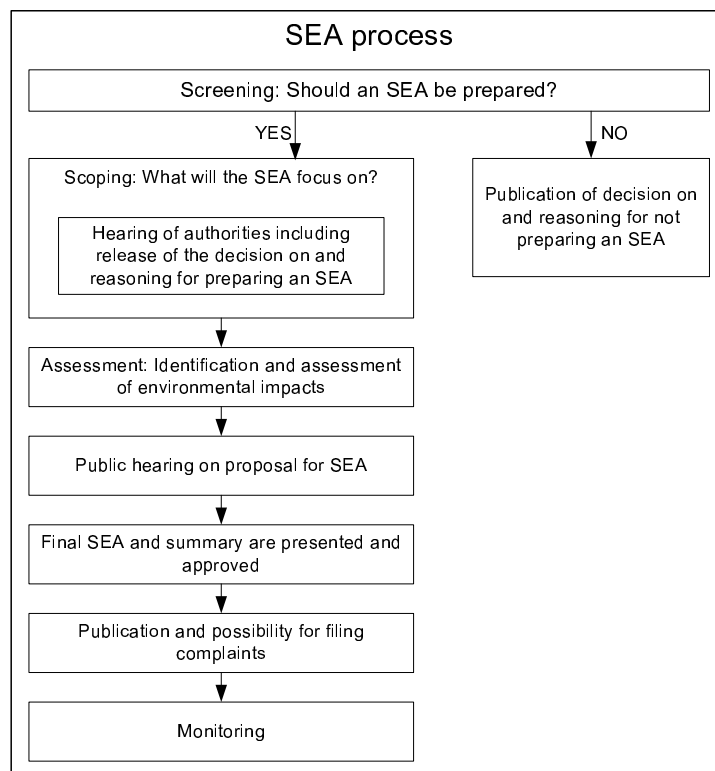 SEA process
Screening: Should an SEA be prepared?
YES
NO
Scoping: What will the SEA focus on?
Hearing of authorities including
release of the decision on and
reasoning for preparing an SEA
Publication of decision on
and reasoning for not
preparing an SEA
Assessment: Identification and assessment
of environmental impacts
Public hearing on proposal for SEA
Final SEA and summary are presented and
approved
Publication and possibility for filing
complaints
Monitoring